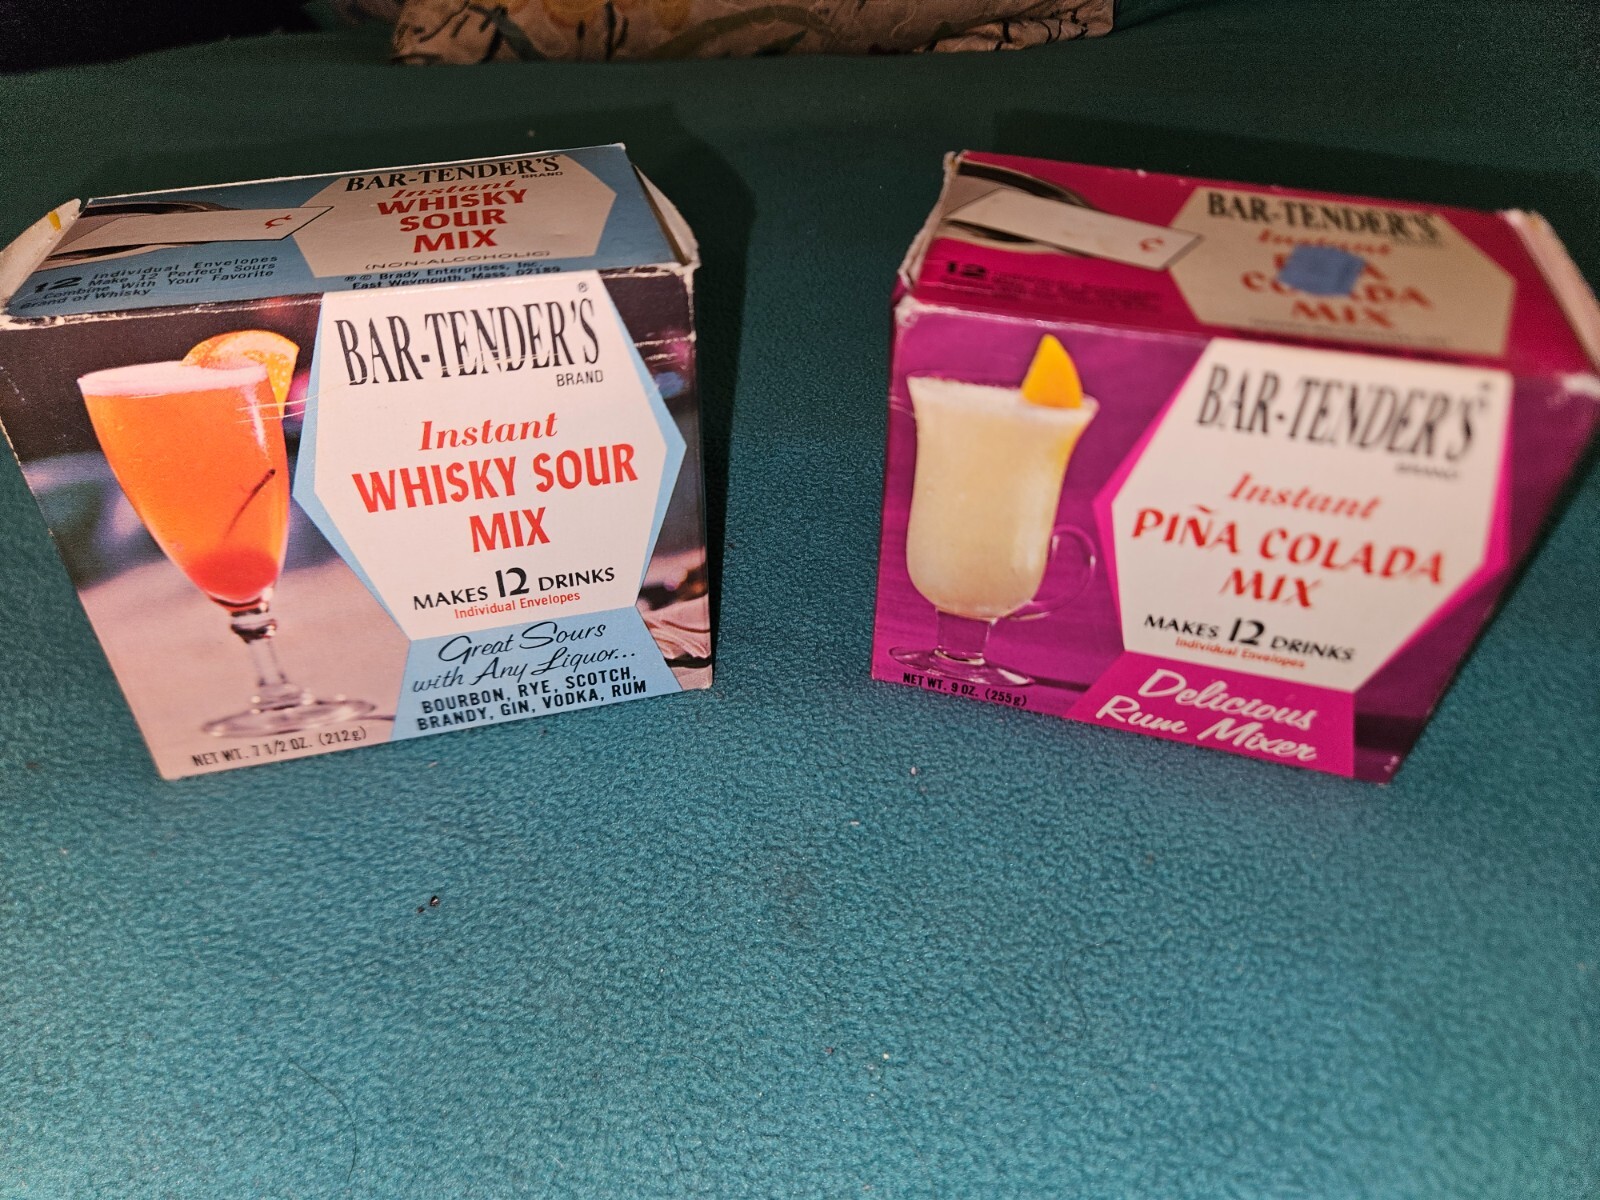 BAR-TENDER'S
BRAND
Instant
WHISKY
SOUR
MIX
(NON-ALCOHOLIC)
¢
12 Individual Envelopes
Make 12 Perfect Sours
Combine With Your Favorite
Brand of Whisky
®© Brady Enterprises, Inc.
East Weymouth, Mass. 02189
BAR-TENDER'S®
BRAND
Instant
WHISKY SOUR
MIX
MAKES 12 DRINKS
Individual Envelopes
Great Sours
with Any Liquor...
BOURBON, RYE, SCOTCH,
BRANDY, GIN, VODKA, RUM
NET WT. 7 1/2 OZ. (212g)
BAR-TENDER'S
Instant
COLADA
MIX
¢
12
BAR-TENDER'S®
BRAND
Instant
PIÑA COLADA
MIX
MAKES 12 DRINKS
Individual Envelopes
Delicious
Rum Mixer
NET WT. 9 OZ. (255g)